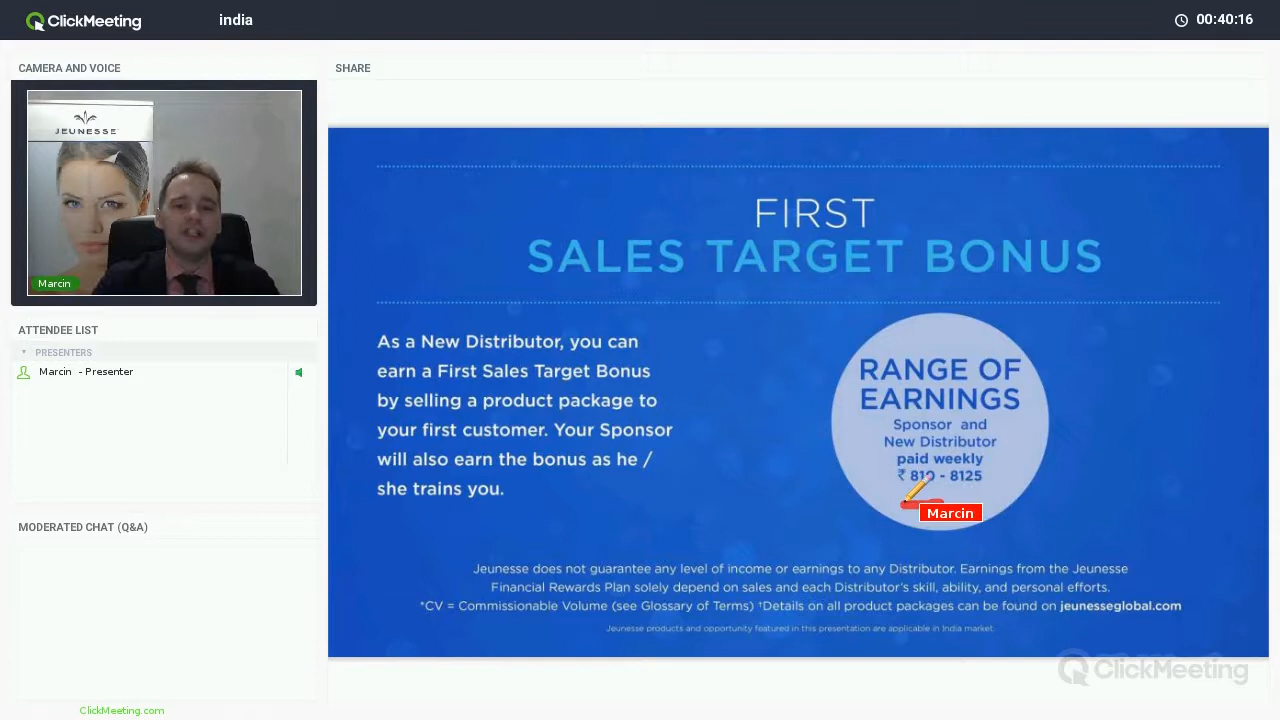 ClickMeeting
india
00:40:16
CAMERA AND VOICE
SHARE
JEUNESSE
Marcin
ATTENDEE LIST
PRESENTERS
Marcin - Presenter
MODERATED CHAT (Q&A)
ClickMeeting.com
FIRST
SALES TARGET BONUS
As a New Distributor, you can
earn a First Sales Target Bonus
by selling a product package to
your first customer. Your Sponsor
will also earn the bonus as he /
she trains you.
RANGE OF
EARNINGS
Sponsor and
New Distributor
paid weekly
₹ 810 - 8125
Marcin
Jeunesse does not guarantee any level of income or earnings to any Distributor. Earnings from the Jeunesse
Financial Rewards Plan solely depend on sales and each Distributor's skill, ability, and personal efforts.
*CV = Commissionable Volume (see Glossary of Terms) †Details on all product packages can be found on jeunesseglobal.com
Jeunesse products and opportunity featured in this presentation are applicable in India market.
ClickMeeting